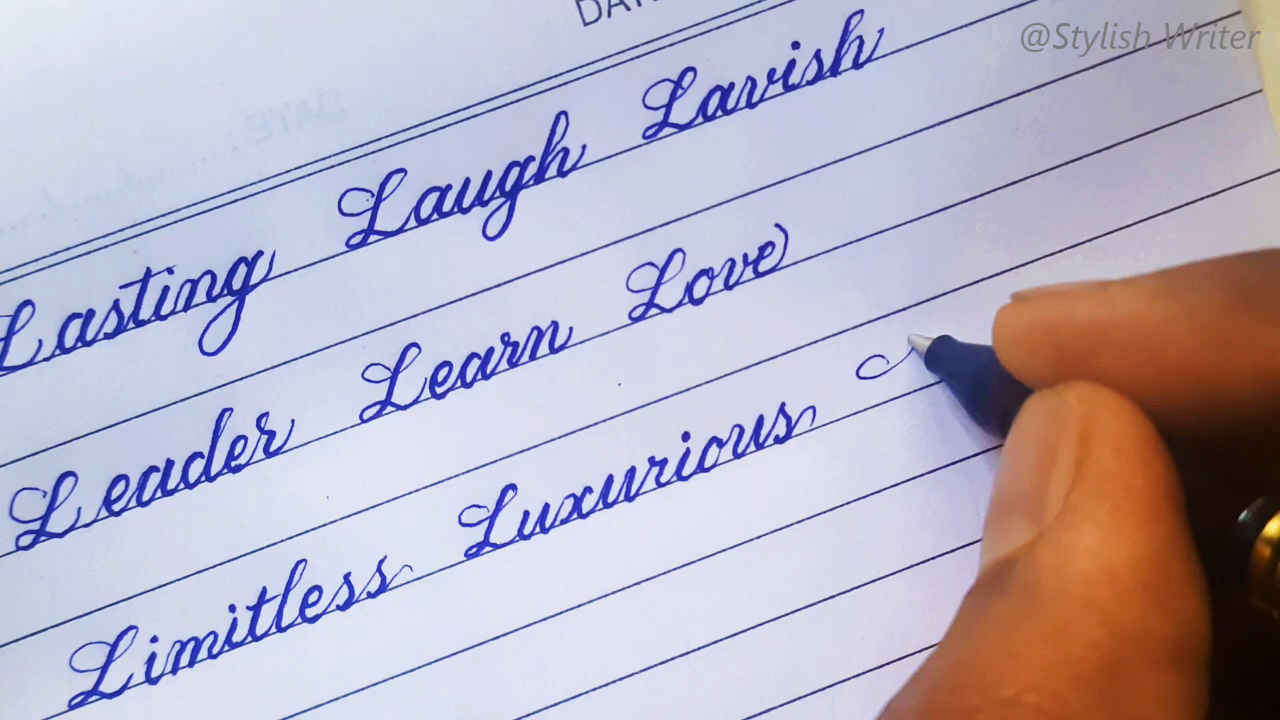 @Stylish Writer
Lasting Laugh Lavish
Leader Learn Love
Limitless Luxurious